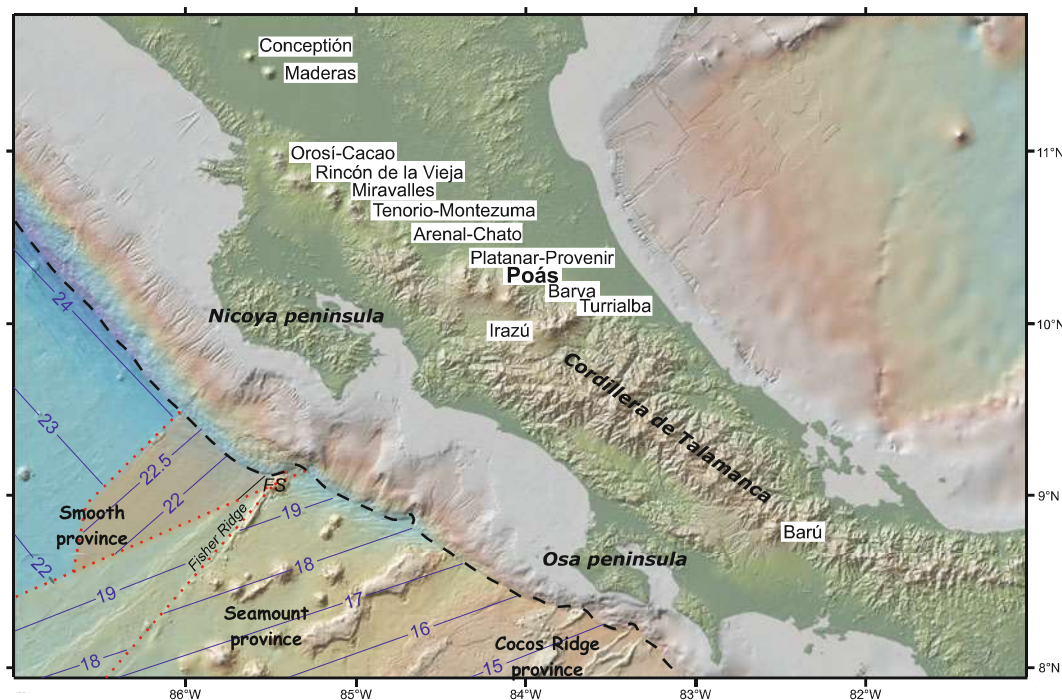 Conceptión
Maderas
Orosí-Cacao
11°N
Rincón de la Vieja
Miravalles
Tenorio-Montezuma
Arenal-Chato
Platanar-Provenir
Poás
Barva
Turrialba
24
Nicoya peninsula
Irazú
10°N
Cordillera de Talamanca
23
22.5
22
FS
9°N
Smooth
province
19
Fisher Ridge
Barú
22
18
Osa peninsula
19
17
Seamount
province
16
Cocos Ridge
province
18
15
8°N
86°W
85°W
84°W
83°W
82°W